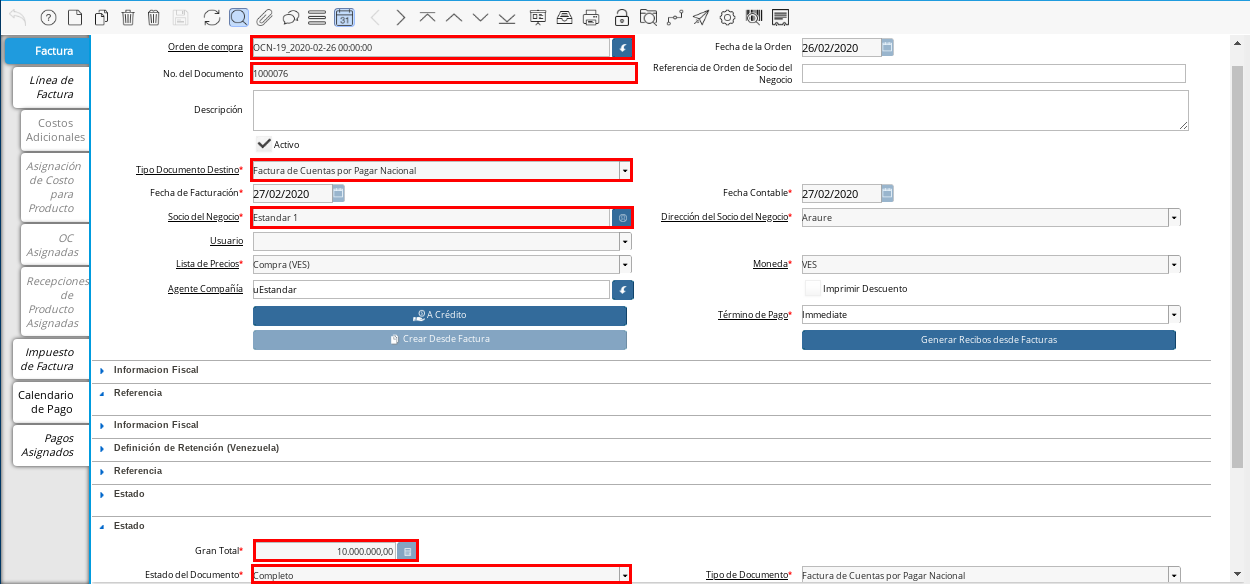 31
Factura
Línea de
Factura
Costos
Adicionales
Asignación
de Costo
para
Producto
OC
Asignadas
Recepciones
de
Producto
Asignadas
Impuesto
de Factura
Calendario
de Pago
Pagos
Asignados
Orden de compra OCN-19_2020-02-26 00:00:00 Fecha de la Orden 26/02/2020
No. del Documento 1000076 Referencia de Orden de Socio del
Negocio
Descripción
Activo
Tipo Documento Destino* Factura de Cuentas por Pagar Nacional
Fecha de Facturación* 27/02/2020 Fecha Contable* 27/02/2020
Socio del Negocio* Estandar 1 Dirección del Socio del Negocio* Araure
Usuario
Lista de Precios* Compra (VES) Moneda* VES
Agente Compañía uEstandar Imprimir Descuento
A Crédito Término de Pago* Immediate
Crear Desde Factura Generar Recibos desde Facturas
Informacion Fiscal
Referencia
Informacion Fiscal
Definición de Retención (Venezuela)
Referencia
Estado
Estado
Gran Total* 10.000.000,00
Estado del Documento* Completo Tipo de Documento* Factura de Cuentas por Pagar Nacional